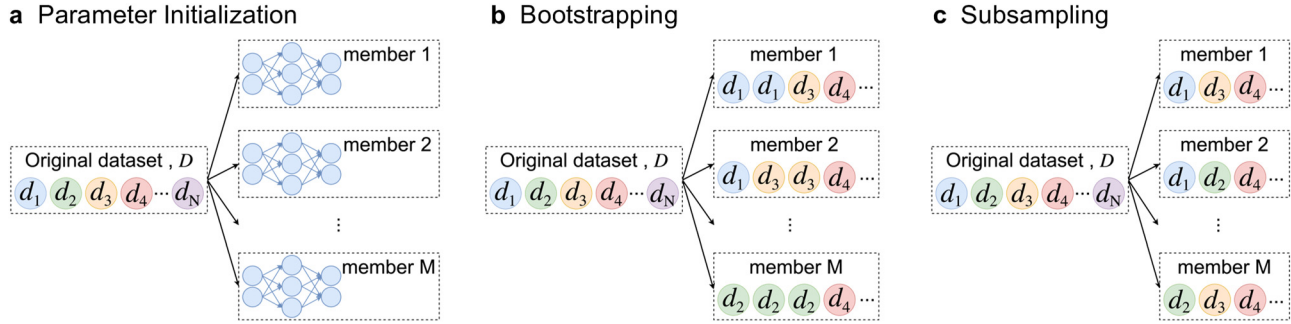 a Parameter Initialization
member 1
member 2
Original dataset , D
d1 d2 d3 d4 ··· dN
⋮
member M
b Bootstrapping
member 1
d1 d1 d3 d4 ···
member 2
Original dataset , D
d1 d2 d3 d4 ··· dN
d1 d3 d3 d4 ···
⋮
member M
d2 d2 d2 d4 ···
c Subsampling
member 1
d1 d3 d4 ···
member 2
Original dataset , D
d1 d2 d3 d4 ··· dN
d1 d2 d4 ···
⋮
member M
d2 d3 d4 ···